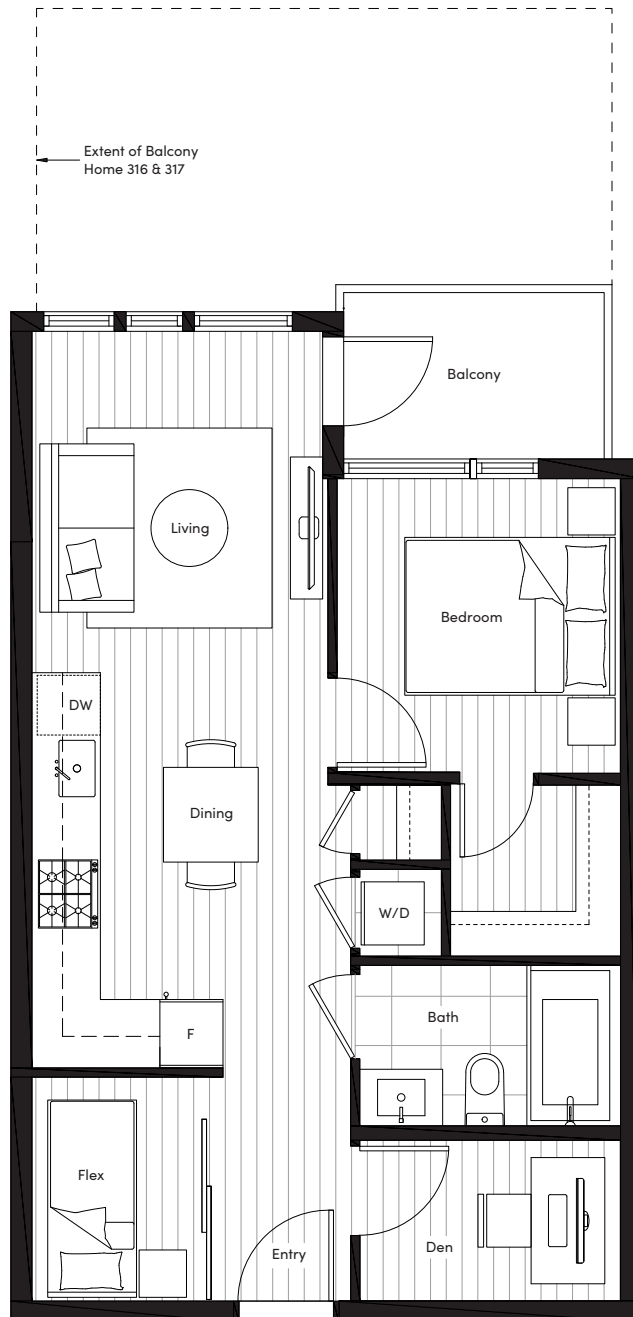 Extent of Balcony
Home 316 & 317
Balcony
Living
Bedroom
DW
Dining
W/D
Bath
F
Flex
Entry
Den